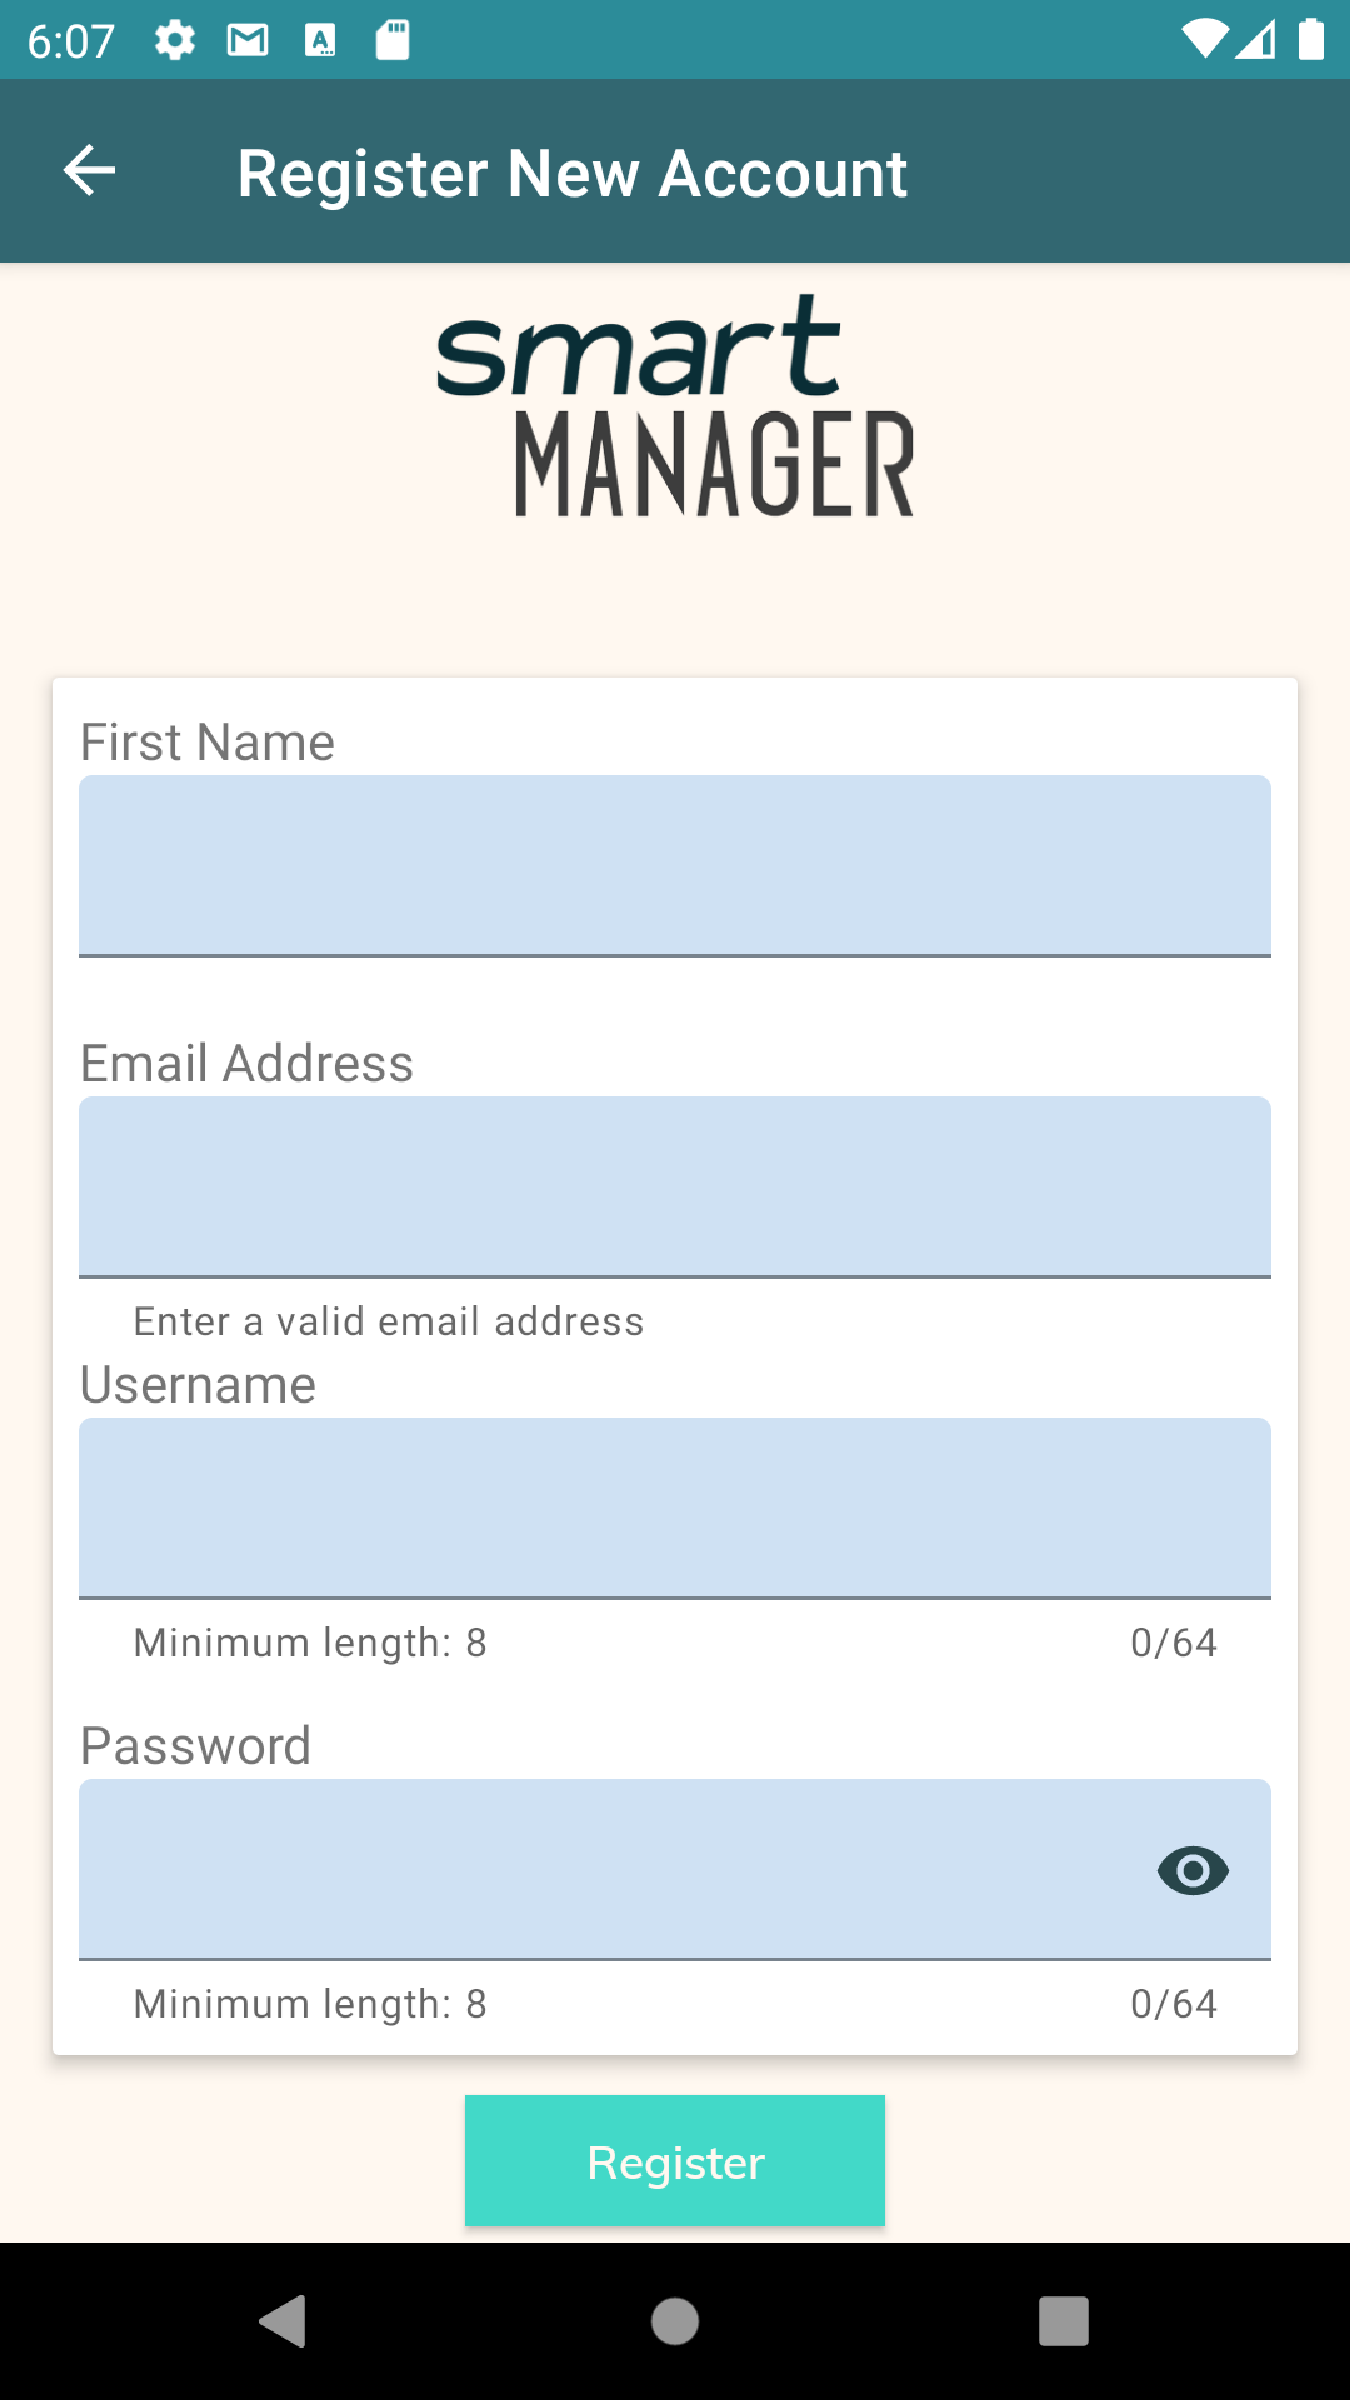 6:07
Register New Account
smart
MANAGER
First Name
Email Address
Enter a valid email address
Username
Minimum length: 8 0/64
Password
Minimum length: 8 0/64
Register